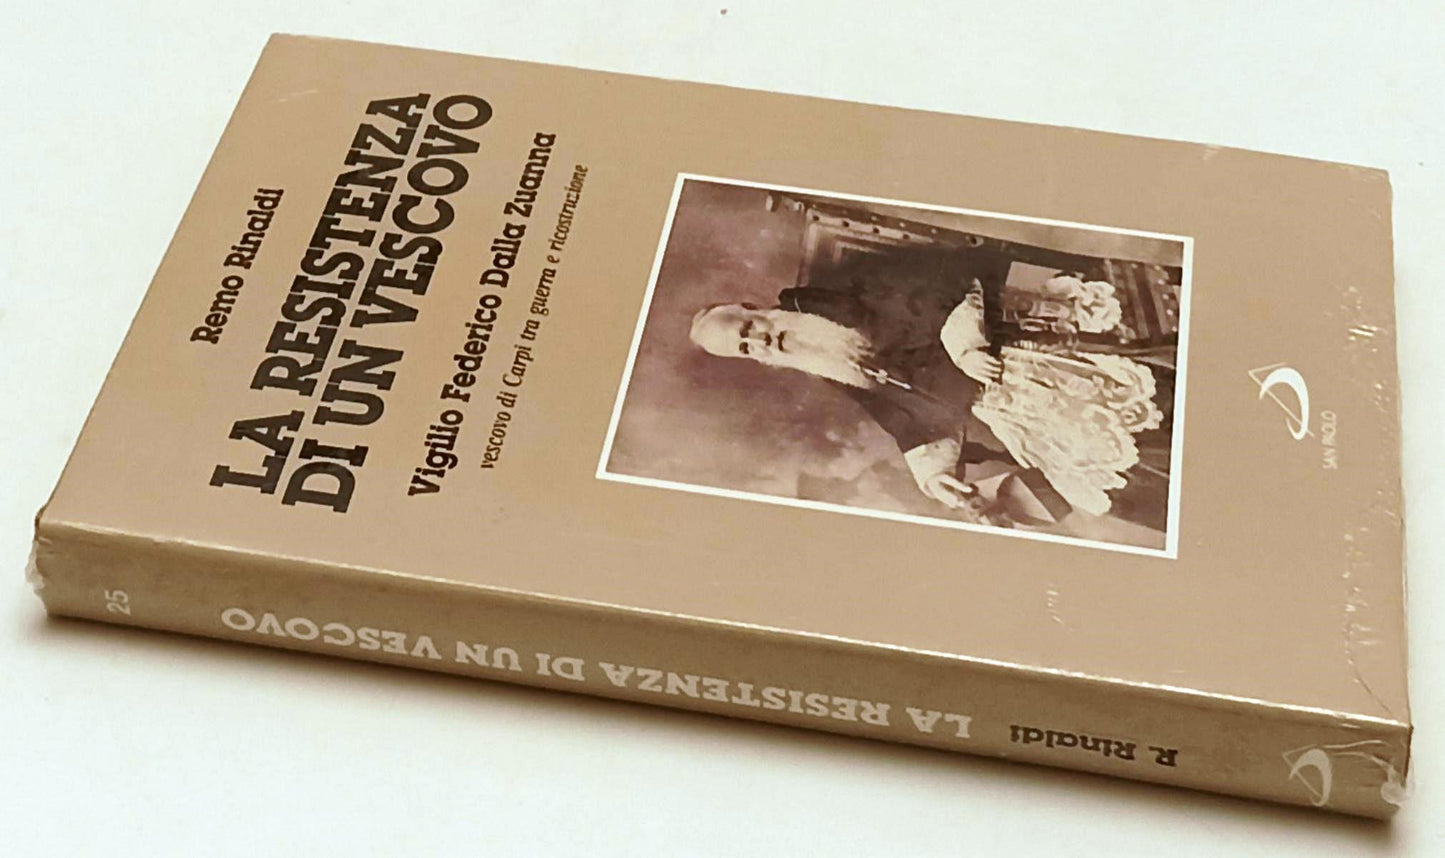 Remo Rinaldi
LA RESISTENZA
DI UN VESCOVO
Vigilio Federico Dalla Zuanna
vescovo di Carpi tra guerra e ricostruzione
SAN PAOLO
R. Rinaldi
LA RESISTENZA DI UN VESCOVO
25